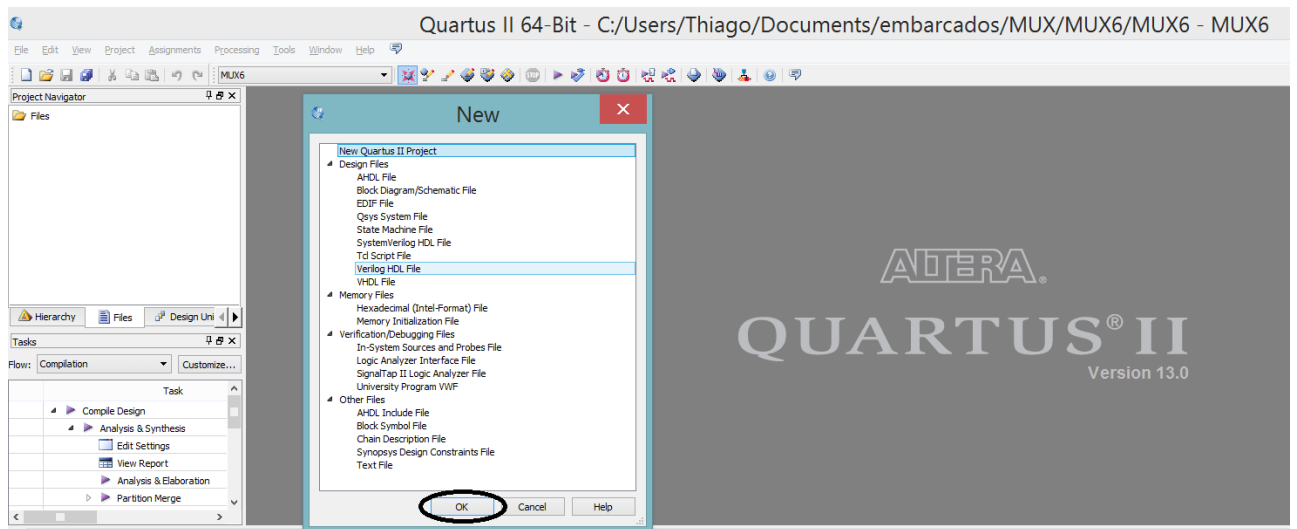 Quartus II 64-Bit - C:/Users/Thiago/Documents/embarcados/MUX/MUX6/MUX6 - MUX6
File Edit View Project Assignments Processing Tools Window Help
MUX6
Project Navigator
Files
Hierarchy Files Design Uni
Tasks
Flow: Compilation Customize...
Task
Compile Design
Analysis & Synthesis
Edit Settings
View Report
Analysis & Elaboration
Partition Merge
New
New Quartus II Project
Design Files
AHDL File
Block Diagram/Schematic File
EDIF File
Qsys System File
State Machine File
SystemVerilog HDL File
Tcl Script File
Verilog HDL File
VHDL File
Memory Files
Hexadecimal (Intel-Format) File
Memory Initialization File
Verification/Debugging Files
In-System Sources and Probes File
Logic Analyzer Interface File
SignalTap II Logic Analyzer File
University Program VWF
Other Files
AHDL Include File
Block Symbol File
Chain Description File
Synopsys Design Constraints File
Text File
OK Cancel Help
ALTERA®
QUARTUS® II
Version 13.0